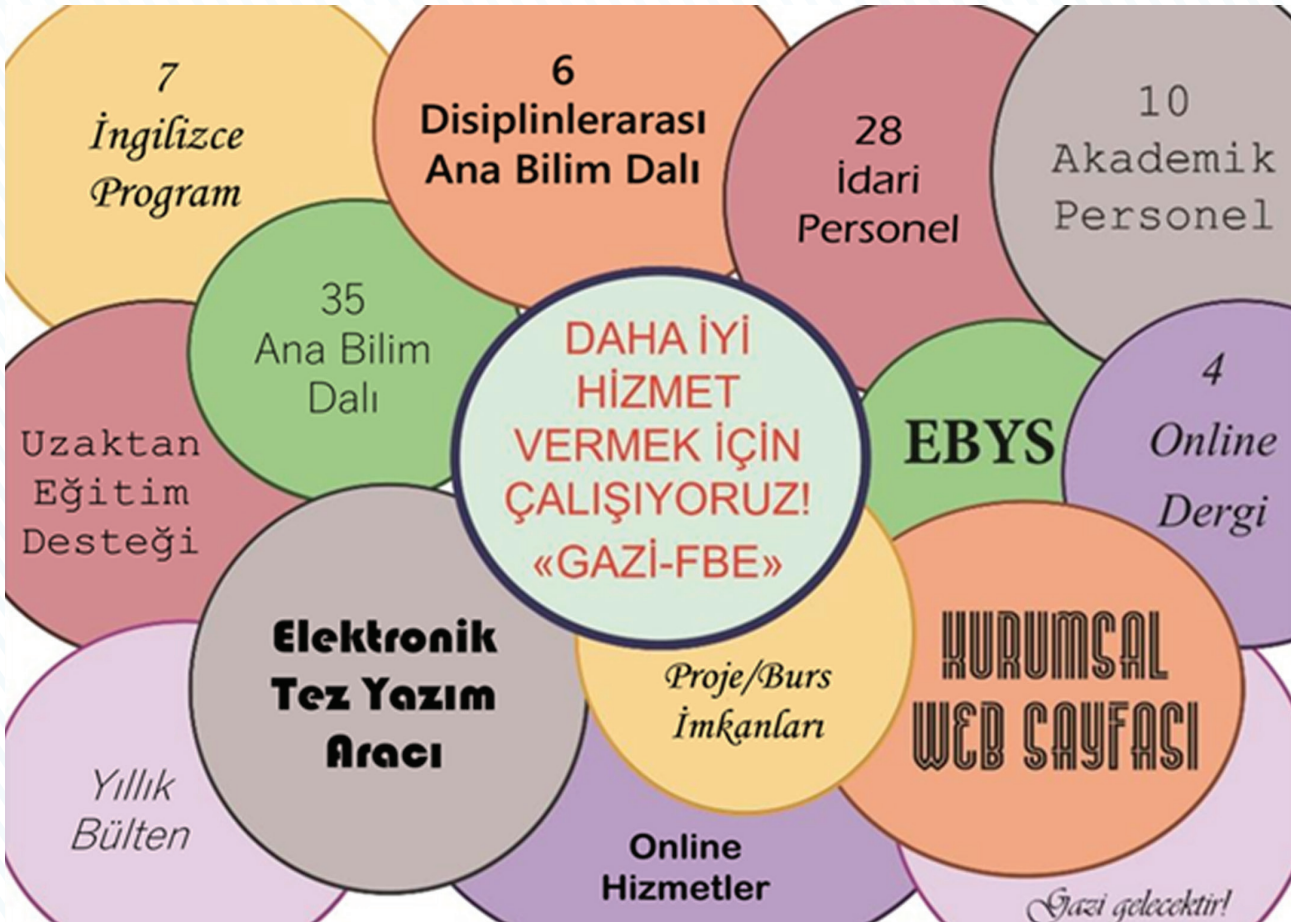 7
İngilizce
Program
6
Disiplinlerarası
Ana Bilim Dalı
28
İdari
Personel
10
Akademik
Personel
35
Ana Bilim
Dalı
DAHA İYİ
HİZMET
VERMEK İÇİN
ÇALIŞIYORUZ!
«GAZİ-FBE»
EBYS
4
Online
Dergi
Uzaktan
Eğitim
Desteği
Elektronik
Tez Yazım
Aracı
Proje/Burs
İmkanları
KURUMSAL
WEB SAYFASI
Yıllık
Bülten
Online
Hizmetler
Gazi gelecektir!